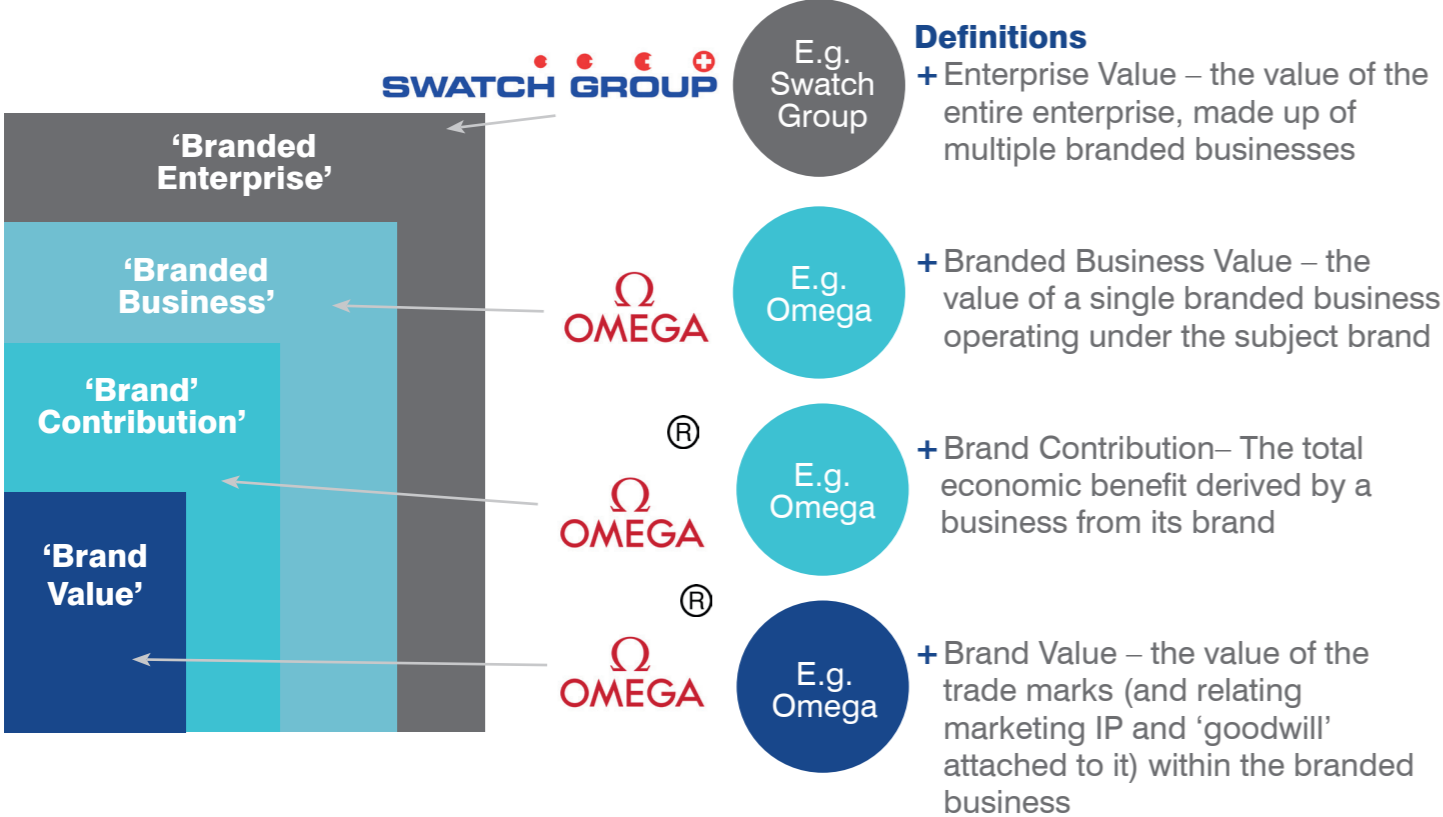 SWATCH GROUP
E.g.
Swatch
Group
Definitions
+ Enterprise Value – the value of the
entire enterprise, made up of
multiple branded businesses
‘Branded
Enterprise’
‘Branded
Business’
Ω
OMEGA
E.g.
Omega
+ Branded Business Value – the
value of a single branded business
operating under the subject brand
‘Brand’
Contribution’
®
Ω
OMEGA
E.g.
Omega
+ Brand Contribution– The total
economic benefit derived by a
business from its brand
‘Brand
Value’
®
Ω
OMEGA
E.g.
Omega
+ Brand Value – the value of the
trade marks (and relating
marketing IP and ‘goodwill’
attached to it) within the branded
business